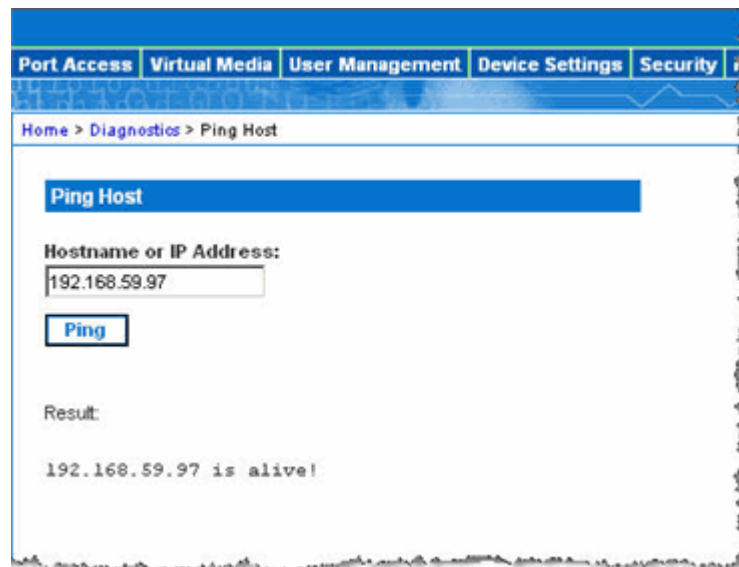 Port Access Virtual Media User Management Device Settings Security
Home > Diagnostics > Ping Host
Ping Host
Hostname or IP Address:
192.168.59.97
Ping
Result:
192.168.59.97 is alive!